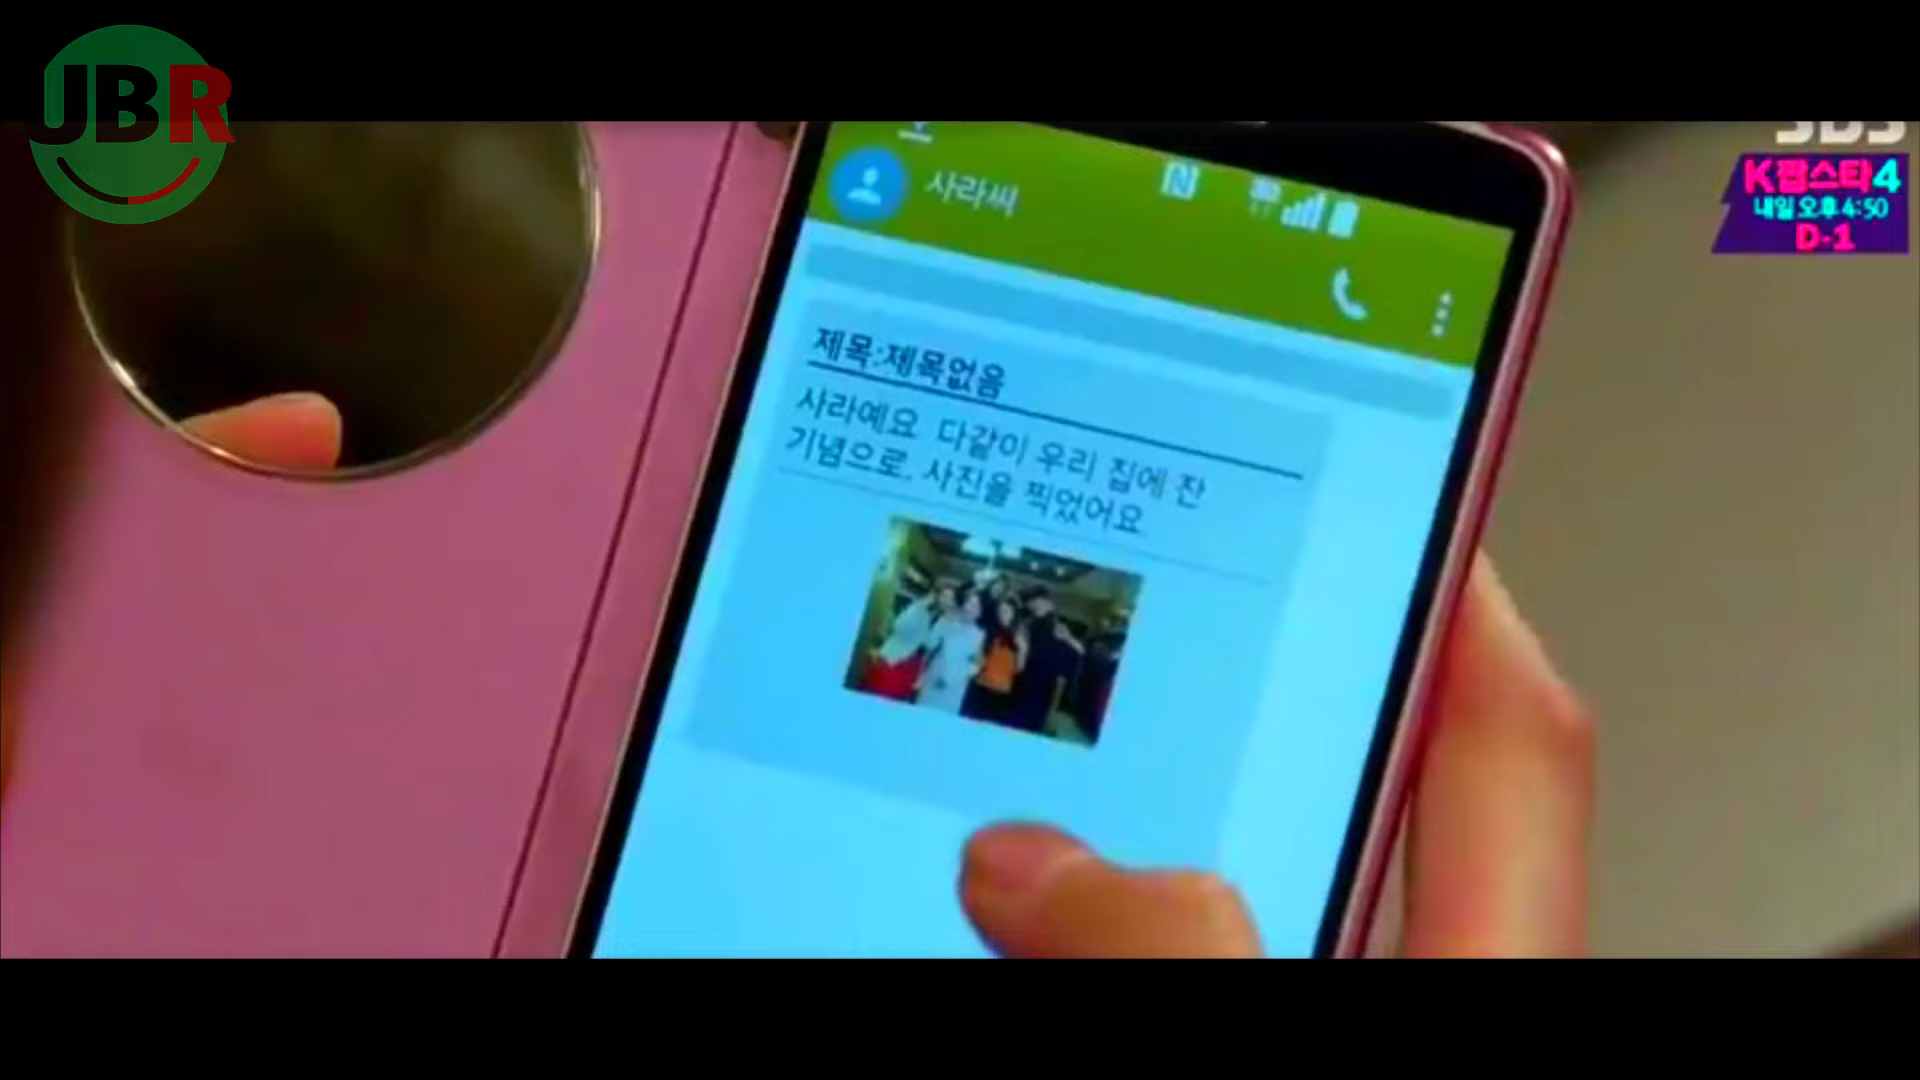 JBR
SBS
K팝스타4
내일 오후 4:50
D-1
사라씨
제목:제목없음
사라예요 다같이 우리 집에 잔
기념으로. 사진을 찍었어요